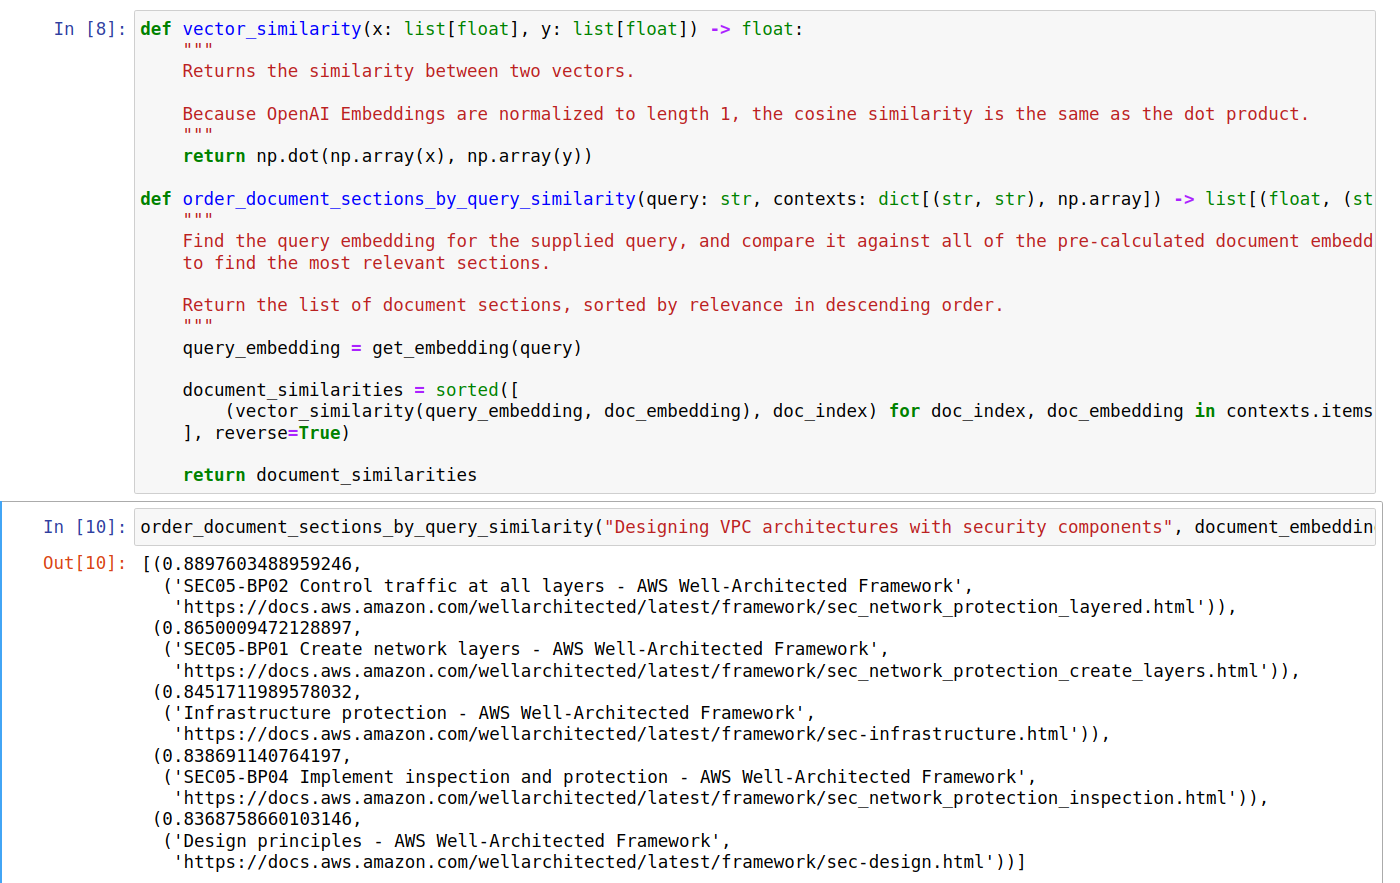 In [8]: def vector_similarity(x: list[float], y: list[float]) -> float:
    """
    Returns the similarity between two vectors.

    Because OpenAI Embeddings are normalized to length 1, the cosine similarity is the same as the dot product.
    """
    return np.dot(np.array(x), np.array(y))

def order_document_sections_by_query_similarity(query: str, contexts: dict[(str, str), np.array]) -> list[(float, (st
    """
    Find the query embedding for the supplied query, and compare it against all of the pre-calculated document embedd
    to find the most relevant sections.

    Return the list of document sections, sorted by relevance in descending order.
    """
    query_embedding = get_embedding(query)

    document_similarities = sorted([
        (vector_similarity(query_embedding, doc_embedding), doc_index) for doc_index, doc_embedding in contexts.items
    ], reverse=True)

    return document_similarities
In [10]: order_document_sections_by_query_similarity("Designing VPC architectures with security components", document_embeddin
Out[10]: [(0.8897603488959246,
  ('SEC05-BP02 Control traffic at all layers - AWS Well-Architected Framework',
   'https://docs.aws.amazon.com/wellarchitected/latest/framework/sec_network_protection_layered.html')),
 (0.8650009472128897,
  ('SEC05-BP01 Create network layers - AWS Well-Architected Framework',
   'https://docs.aws.amazon.com/wellarchitected/latest/framework/sec_network_protection_create_layers.html')),
 (0.8451711989578032,
  ('Infrastructure protection - AWS Well-Architected Framework',
   'https://docs.aws.amazon.com/wellarchitected/latest/framework/sec-infrastructure.html')),
 (0.838691140764197,
  ('SEC05-BP04 Implement inspection and protection - AWS Well-Architected Framework',
   'https://docs.aws.amazon.com/wellarchitected/latest/framework/sec_network_protection_inspection.html')),
 (0.8368758660103146,
  ('Design principles - AWS Well-Architected Framework',
   'https://docs.aws.amazon.com/wellarchitected/latest/framework/sec-design.html'))]